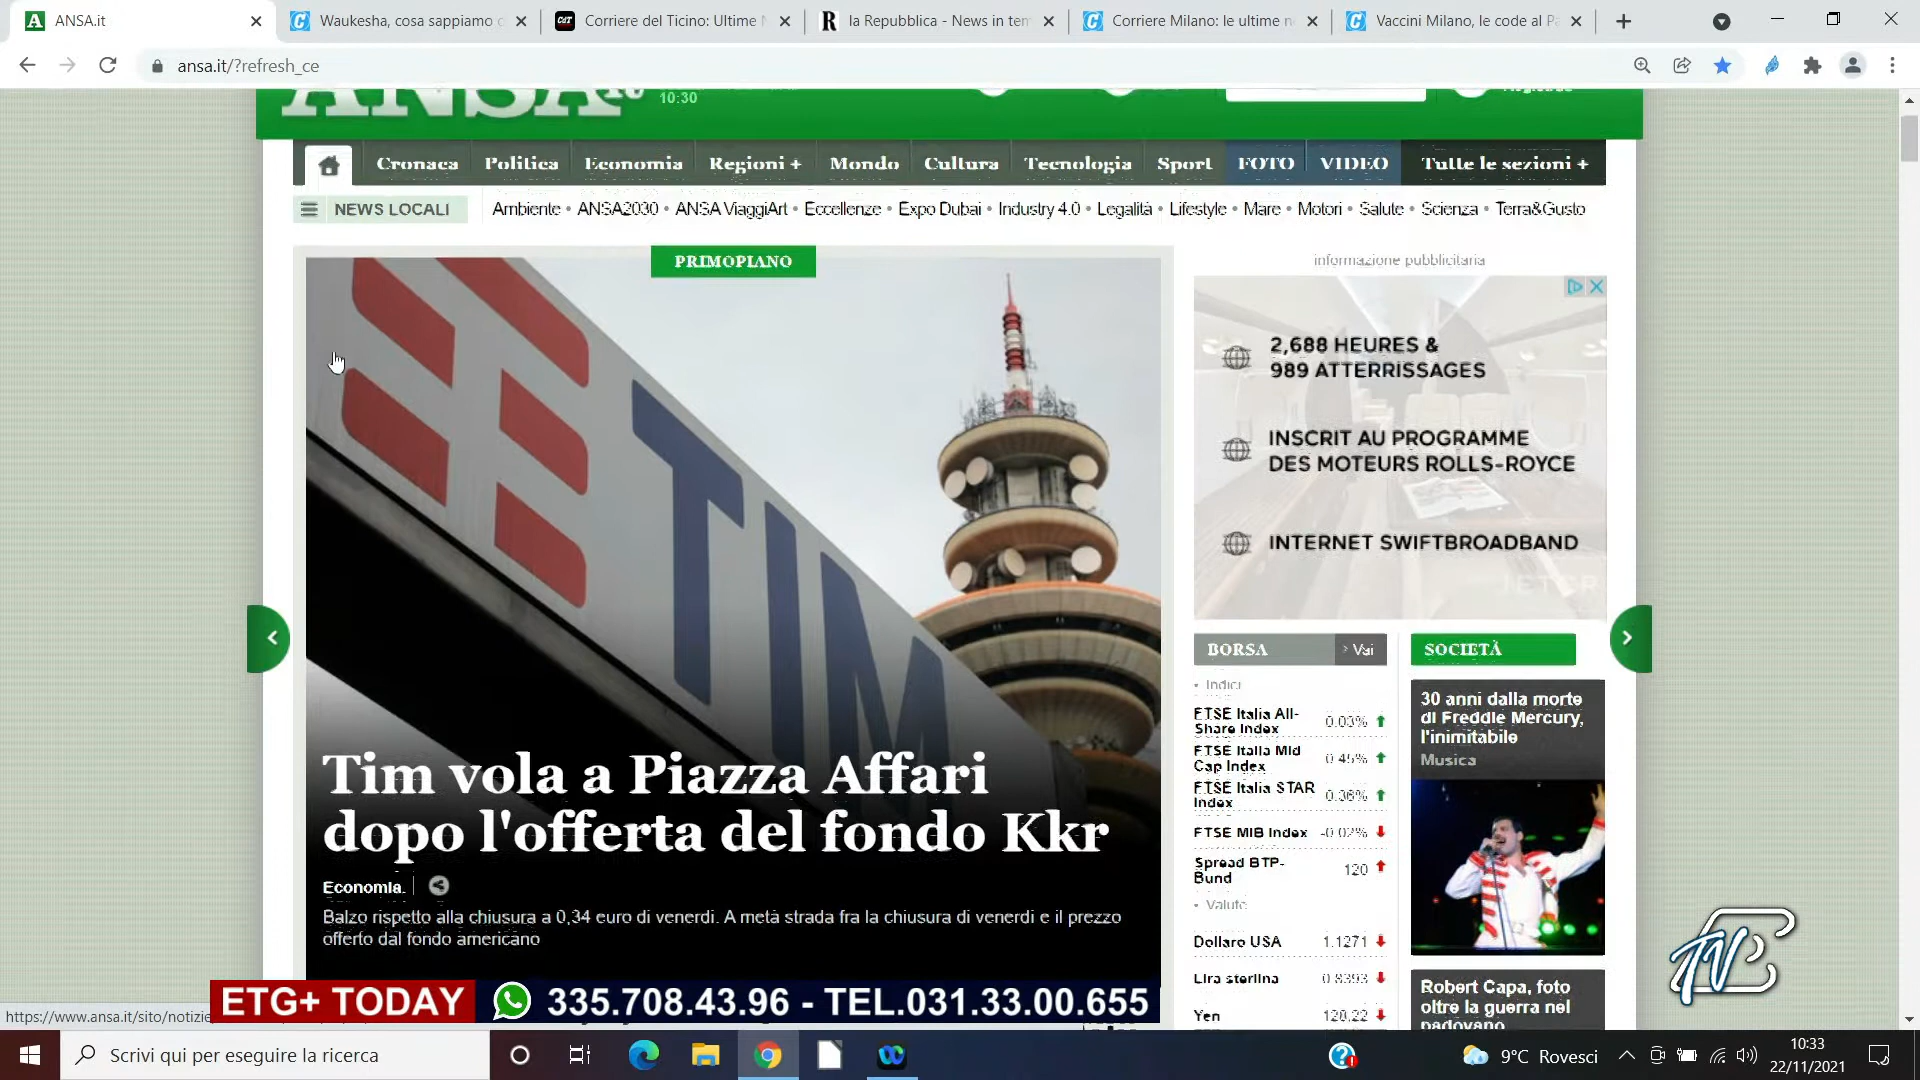 ANSA.it
Waukesha, cosa sappiamo
Corriere del Ticino: Ultime
la Repubblica - News in tem
Corriere Milano: le ultime n
Vaccini Milano, le code al Pa
ansa.it/?refresh_ce
ANSA.it
10:30
Cronaca
Politica
Economia
Regioni +
Mondo
Cultura
Tecnologia
Sport
FOTO
VIDEO
Tutte le sezioni +
NEWS LOCALI
Ambiente • ANSA2030 • ANSA ViaggiArt • Eccellenze • Expo Dubai • Industry 4.0 • Legalità • Lifestyle • Mare • Motori • Salute • Scienza • Terra&Gusto
PRIMOPIANO
TIM
Tim vola a Piazza Affari
dopo l'offerta del fondo Kkr
Economia.
Balzo rispetto alla chiusura a 0,34 euro di venerdì. A metà strada fra la chiusura di venerdì e il prezzo
offerto dal fondo americano
informazione pubblicitaria
2,688 HEURES &
989 ATTERRISSAGES
INSCRIT AU PROGRAMME
DES MOTEURS ROLLS-ROYCE
INTERNET SWIFTBROADBAND
BORSA
› Vai
• Indici
FTSE Italia All-
Share Index
0.03%
FTSE Italia Mid
Cap Index
0.45%
FTSE Italia STAR
Index
0.36%
FTSE MIB Index
-0.02%
Spread BTP-
Bund
120
• Valute
Dollaro USA
1.1271
Lira sterlina
0.8393
Yen
128.22
SOCIETÀ
30 anni dalla morte
di Freddie Mercury,
l'inimitabile
Musica
Robert Capa, foto
oltre la guerra nel
padovano
TVC
ETG+ TODAY
335.708.43.96 - TEL.031.33.00.655
https://www.ansa.it/sito/notizie
Scrivi qui per eseguire la ricerca
9°C Rovesci
10:33
22/11/2021